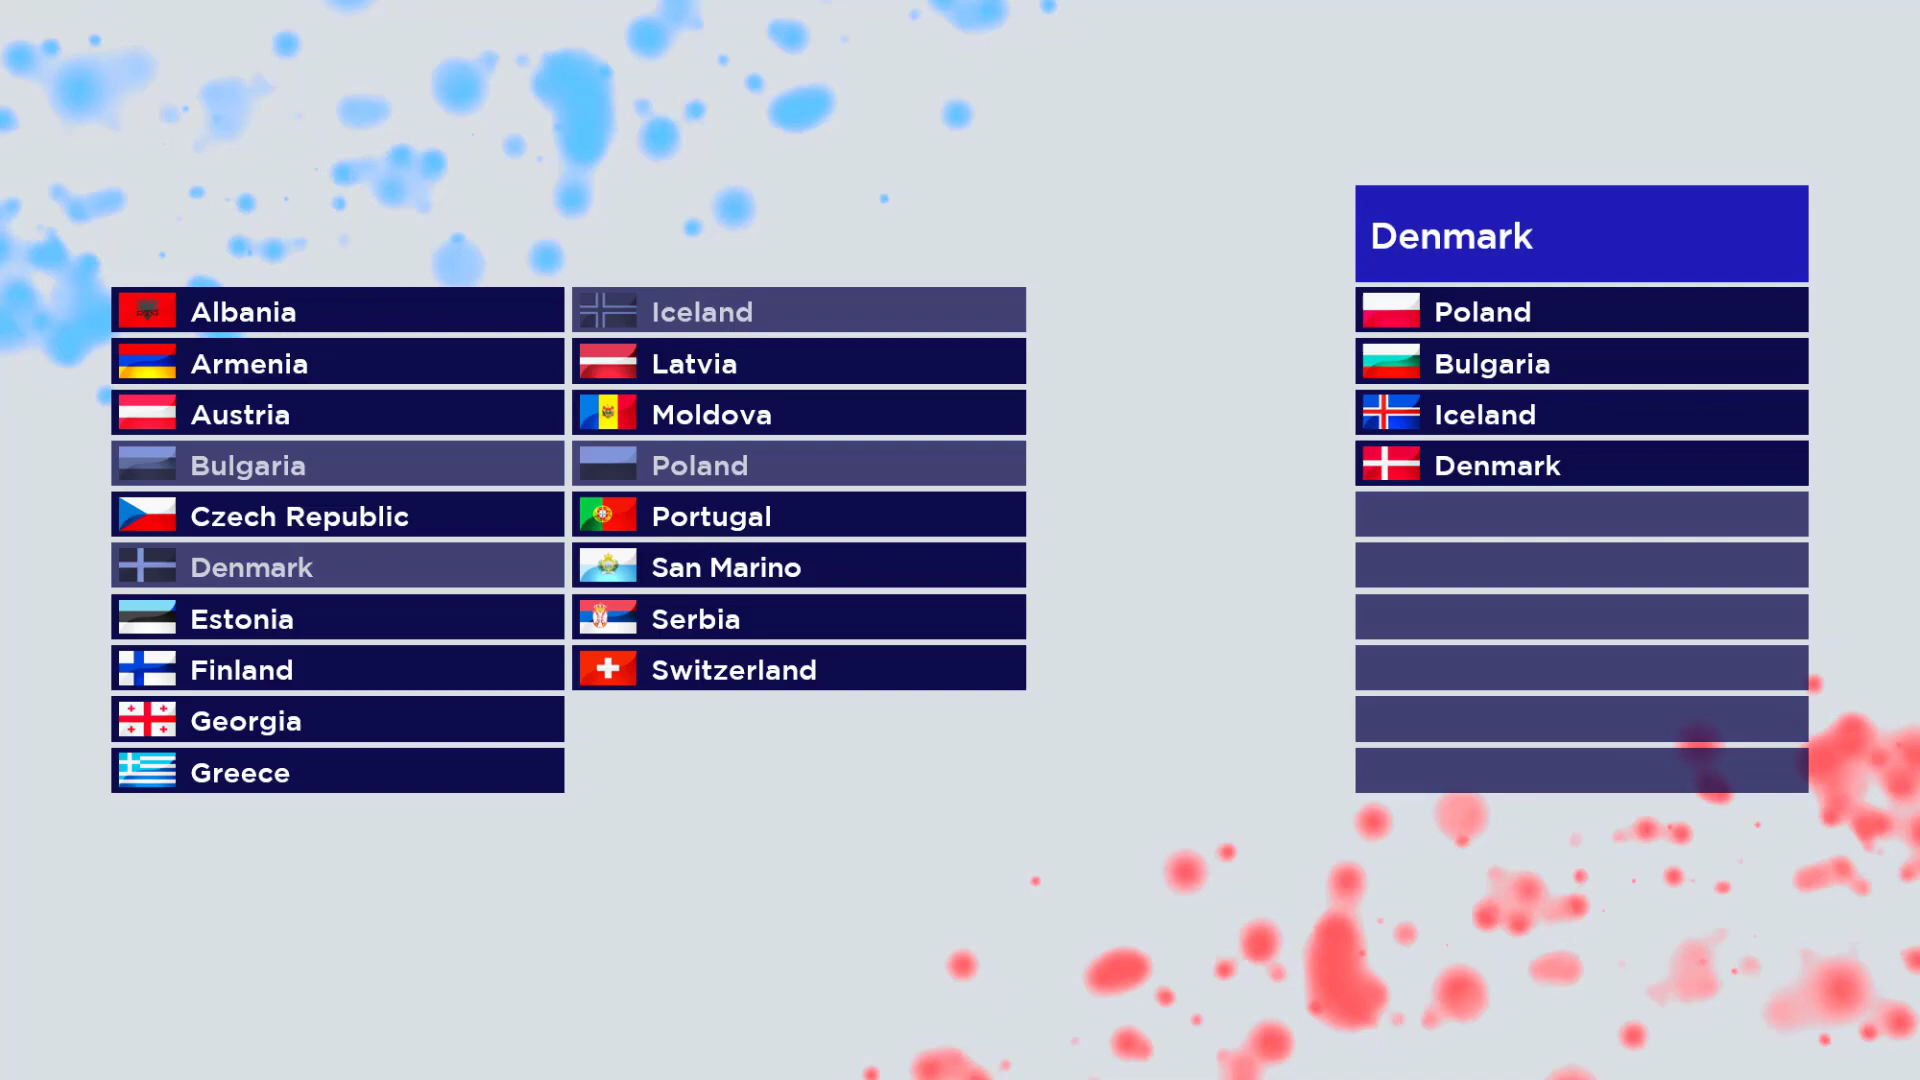 Albania
Armenia
Austria
Bulgaria
Czech Republic
Denmark
Estonia
Finland
Georgia
Greece
Iceland
Latvia
Moldova
Poland
Portugal
San Marino
Serbia
Switzerland
Denmark
Poland
Bulgaria
Iceland
Denmark